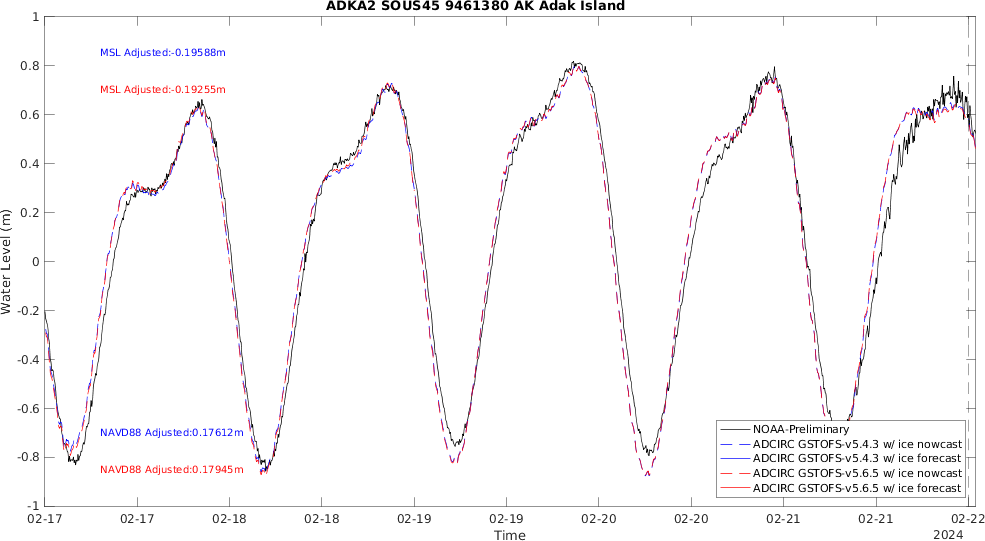 ADKA2 SOUS45 9461380 AK Adak Island
MSL Adjusted:-0.19588m
MSL Adjusted:-0.19255m
NAVD88 Adjusted:0.17612m
NAVD88 Adjusted:0.17945m
Water Level (m)
1
0.8
0.6
0.4
0.2
0
-0.2
-0.4
-0.6
-0.8
-1
NOAA-Preliminary
ADCIRC GSTOFS-v5.4.3 w/ ice nowcast
ADCIRC GSTOFS-v5.4.3 w/ ice forecast
ADCIRC GSTOFS-v5.6.5 w/ ice nowcast
ADCIRC GSTOFS-v5.6.5 w/ ice forecast
02-17 02-17 02-18 02-18 02-19 02-19 02-20 02-20 02-21 02-21 02-22
Time
2024